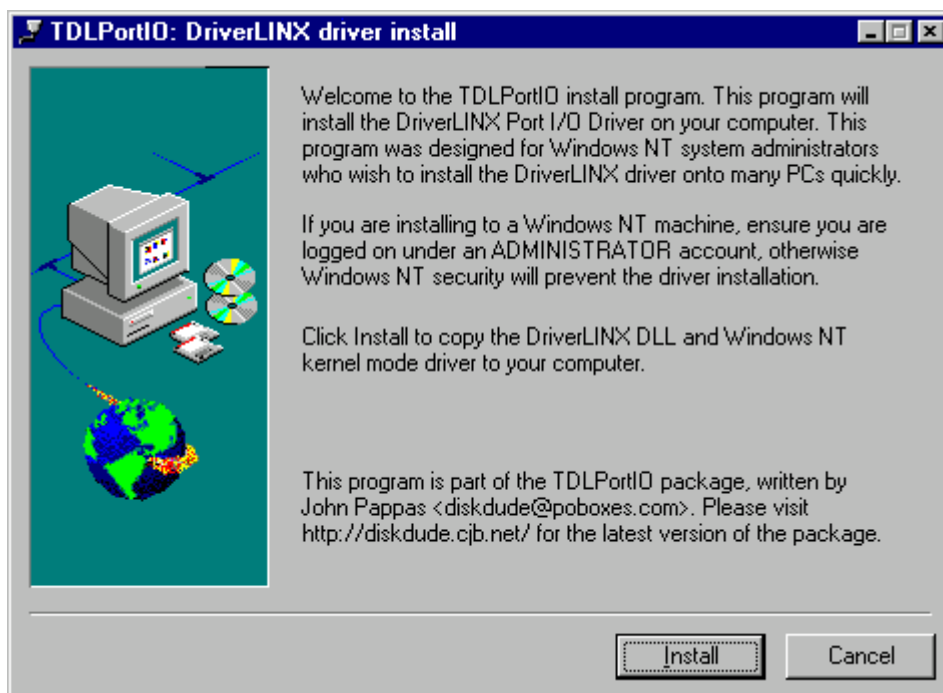 TDLPortIO: DriverLINX driver install
Welcome to the TDLPortIO install program. This program will
install the DriverLINX Port I/O Driver on your computer. This
program was designed for Windows NT system administrators
who wish to install the DriverLINX driver onto many PCs quickly.
If you are installing to a Windows NT machine, ensure you are
logged on under an ADMINISTRATOR account, otherwise
Windows NT security will prevent the driver installation.
Click Install to copy the DriverLINX DLL and Windows NT
kernel mode driver to your computer.
This program is part of the TDLPortIO package, written by
John Pappas <diskdude@poboxes.com>. Please visit
http://diskdude.cjb.net/ for the latest version of the package.
Install
Cancel